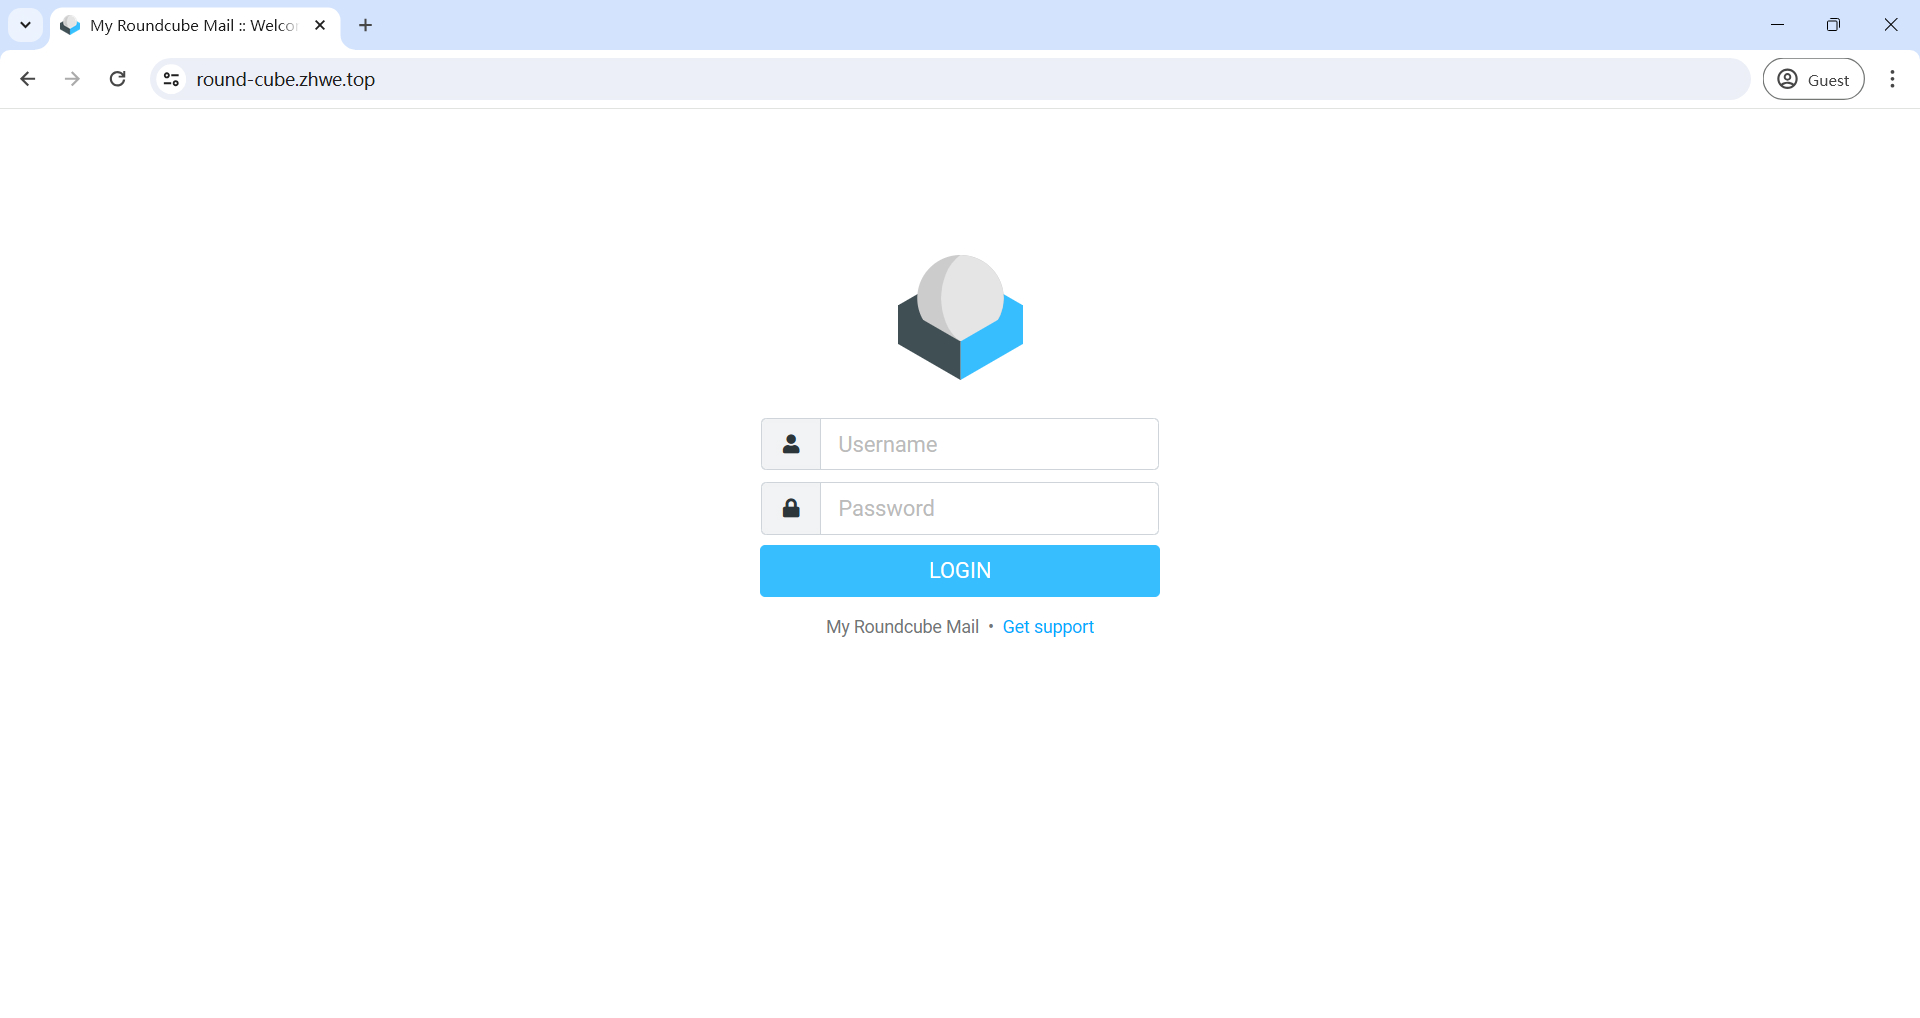 My Roundcube Mail :: Welco
round-cube.zhwe.top
Guest
Username
Password
LOGIN
My Roundcube Mail • Get support